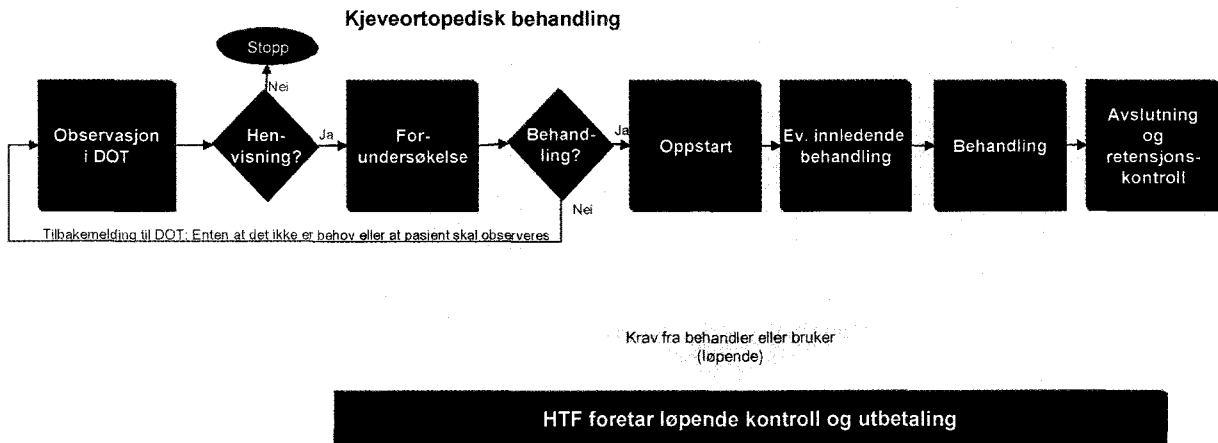 Kjeveortopedisk behandling
Stopp
Nei
Observasjon
i DOT
Hen-
visning?
Ja
For-
undersøkelse
Behand-
ling?
Ja
Nei
Oppstart
Ev. innledende
behandling
Behandling
Avslutning
og
retensjons-
kontroll
Tilbakemelding til DOT: Enten at det ikke er behov eller at pasient skal observeres
Krav fra behandler eller bruker
(løpende)
HTF foretar løpende kontroll og utbetaling